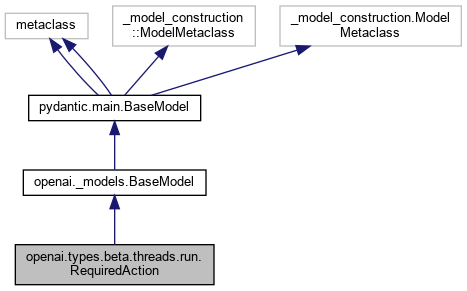 metaclass
_model_construction
::ModelMetaclass
_model_construction.Model
Metaclass
pydantic.main.BaseModel
openai._models.BaseModel
openai.types.beta.threads.run.
RequiredAction